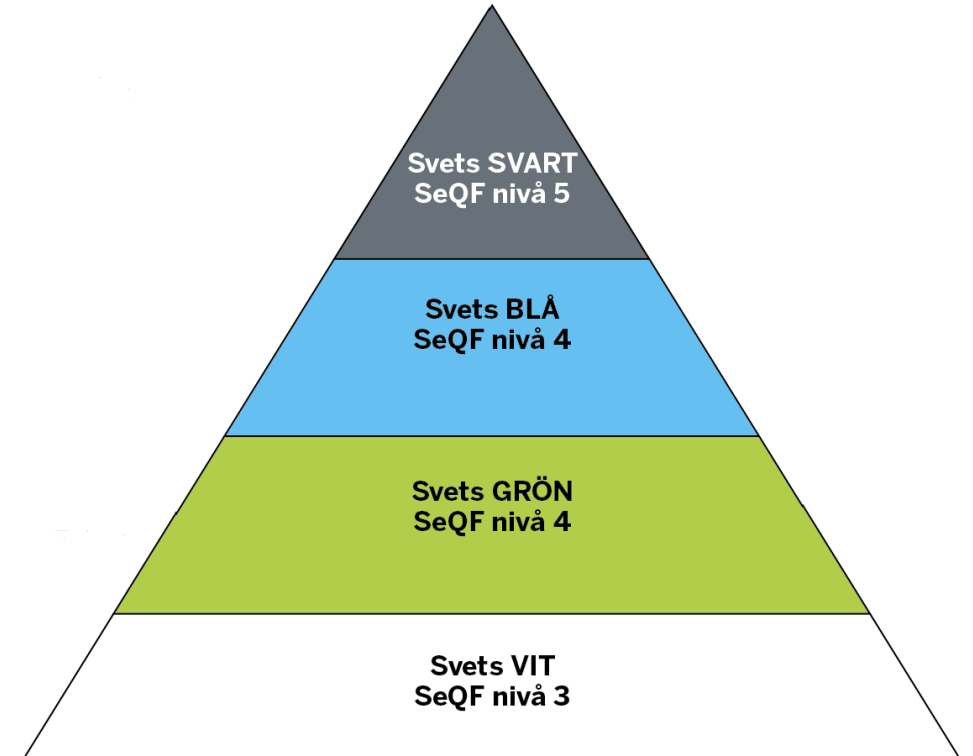 Svets SVART
SeQF nivå 5
Svets BLÅ
SeQF nivå 4
Svets GRÖN
SeQF nivå 4
Svets VIT
SeQF nivå 3